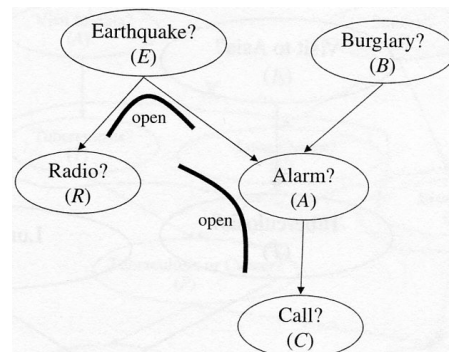 Earthquake?
(E)
Burglary?
(B)
open
Radio?
(R)
Alarm?
(A)
open
Call?
(C)